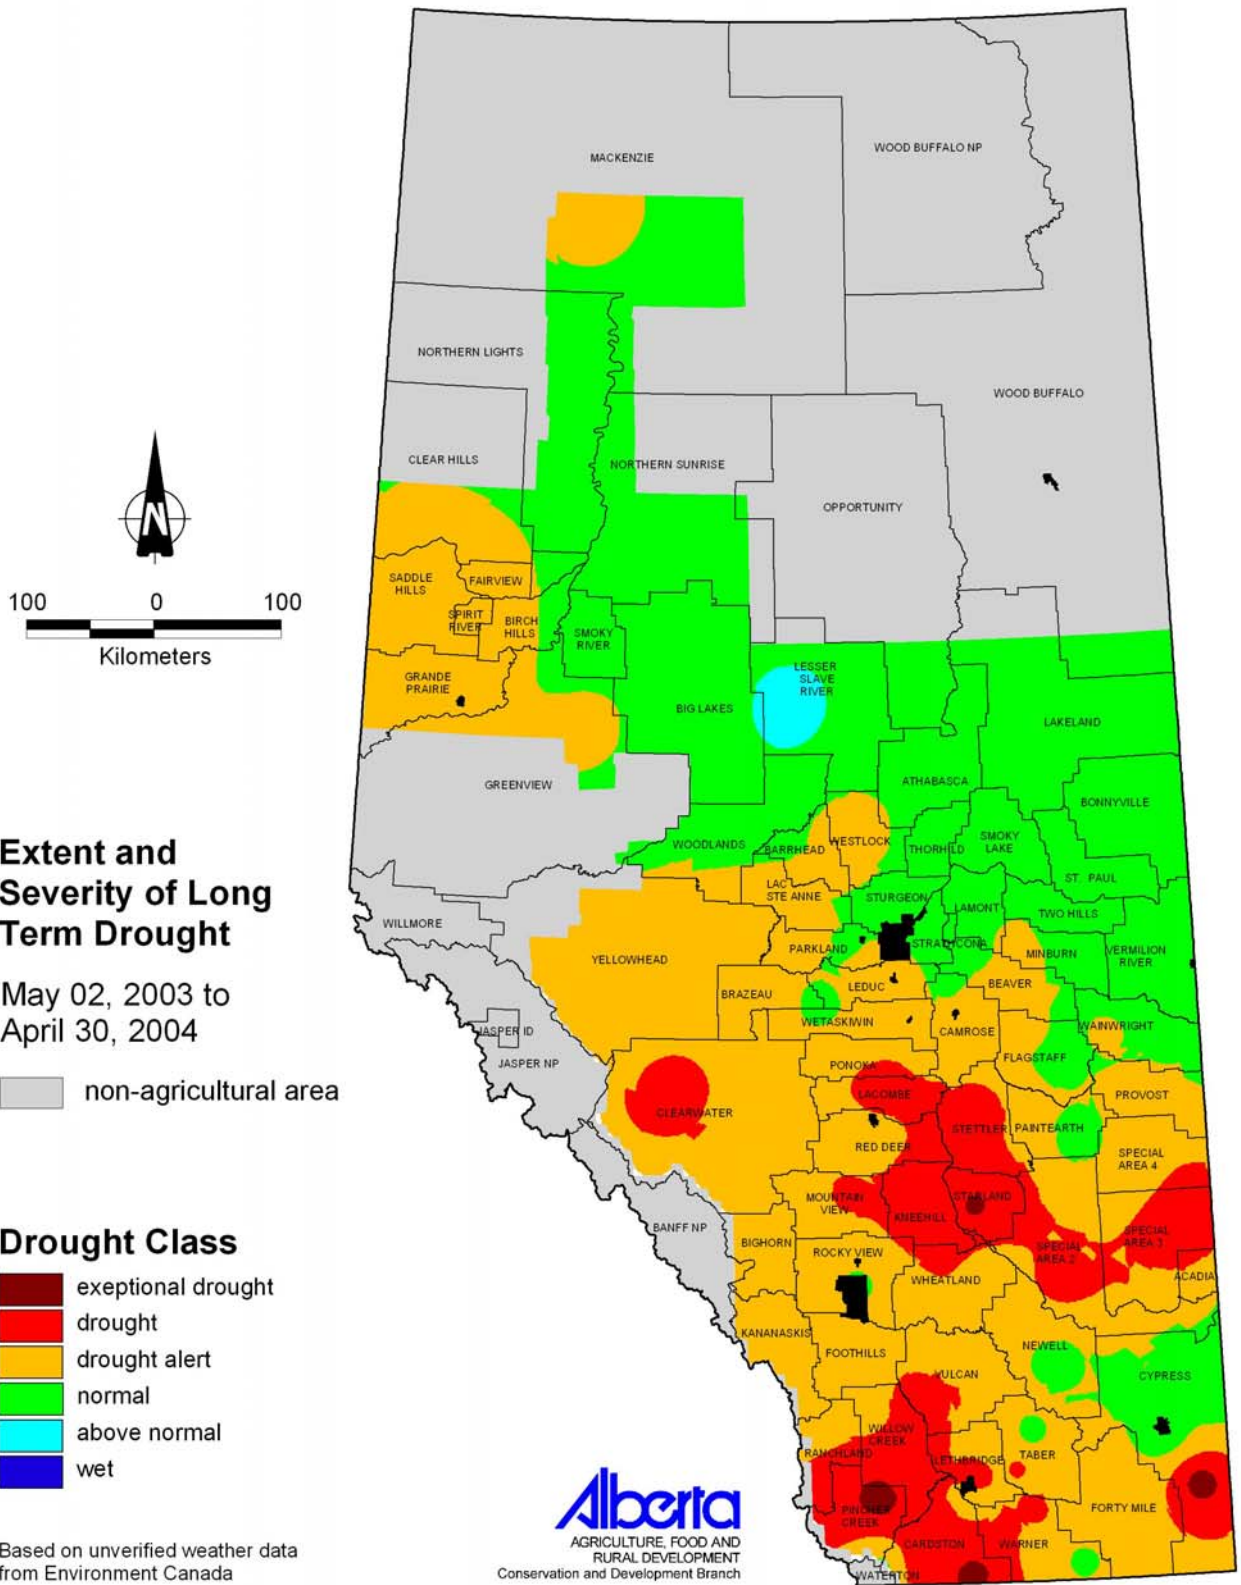 WOOD BUFFALO NP
MACKENZIE
NORTHERN LIGHTS
WOOD BUFFALO
CLEAR HILLS
NORTHERN SUNRISE
OPPORTUNITY
N
SADDLE
HILLS
FAIRVIEW
SPIRIT
RIVER
BIRCH
HILLS
SMOKY
RIVER
100 0 100
Kilometers
GRANDE
PRAIRIE
LESSER
SLAVE
RIVER
BIG LAKES
LAKELAND
GREENVIEW
ATHABASCA
BONNYVILLE
WOODLANDS
BARRHEAD
WESTLOCK
THORHILD
SMOKY
LAKE
ST. PAUL
LAC
STE ANNE
STURGEON
LAMONT
TWO HILLS
WILLMORE
YELLOWHEAD
PARKLAND
STRATHCONA
MINBURN
VERMILION
RIVER
BRAZEAU
LEDUC
BEAVER
WETASKIWIN
CAMROSE
WAINWRIGHT
JASPER ID
JASPER NP
FLAGSTAFF
PONOKA
CLEARWATER
LACOMBE
PROVOST
RED DEER
STETTLER
PAINTEARTH
SPECIAL
AREA 4
MOUNTAIN
VIEW
KNEEHILL
STARLAND
BANFF NP
BIGHORN
ROCKY VIEW
WHEATLAND
SPECIAL
AREA 2
SPECIAL
AREA 3
ACADIA
KANANASKIS
FOOTHILLS
VULCAN
NEWELL
CYPRESS
WILLOW
CREEK
RANCHLAND
LETHBRIDGE
TABER
PINCHER
CREEK
CARDSTON
WARNER
FORTY MILE
WATERTON
Extent and
Severity of Long
Term Drought
May 02, 2003 to
April 30, 2004
non-agricultural area
Drought Class
exeptional drought
drought
drought alert
normal
above normal
wet
Based on unverified weather data
from Environment Canada
Alberta
AGRICULTURE, FOOD AND
RURAL DEVELOPMENT
Conservation and Development Branch